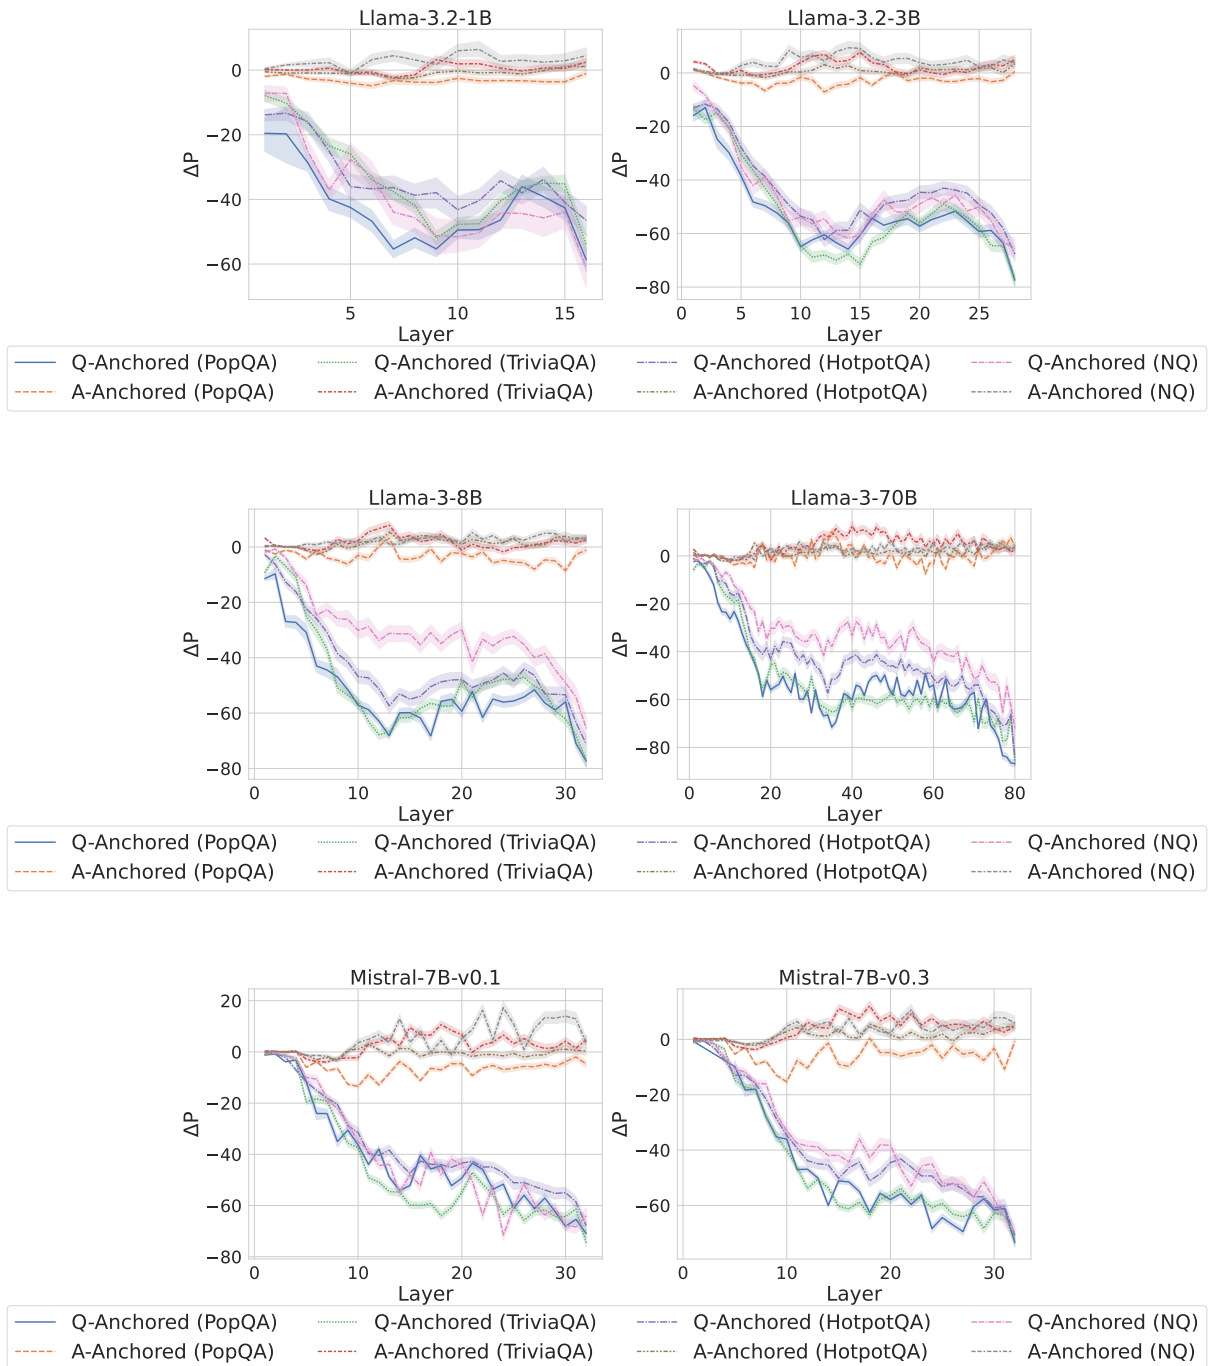 Llama-3.2-1B Llama-3.2-3B
0 0
−20 −20
−40 −40
−60 −60
−80
ΔP ΔP
5 10 15 0 5 10 15 20 25
Layer Layer
Q-Anchored (PopQA) Q-Anchored (TriviaQA) Q-Anchored (HotpotQA) Q-Anchored (NQ)
A-Anchored (PopQA) A-Anchored (TriviaQA) A-Anchored (HotpotQA) A-Anchored (NQ)
Llama-3-8B Llama-3-70B
0 0
−20 −20
−40 −40
−60 −60
−80 −80
ΔP ΔP
0 10 20 30 0 20 40 60 80
Layer Layer
Q-Anchored (PopQA) Q-Anchored (TriviaQA) Q-Anchored (HotpotQA) Q-Anchored (NQ)
A-Anchored (PopQA) A-Anchored (TriviaQA) A-Anchored (HotpotQA) A-Anchored (NQ)
Mistral-7B-v0.1 Mistral-7B-v0.3
20
0 0
−20 −20
−40 −40
−60 −60
−80
ΔP ΔP
0 10 20 30 0 10 20 30
Layer Layer
Q-Anchored (PopQA) Q-Anchored (TriviaQA) Q-Anchored (HotpotQA) Q-Anchored (NQ)
A-Anchored (PopQA) A-Anchored (TriviaQA) A-Anchored (HotpotQA) A-Anchored (NQ)